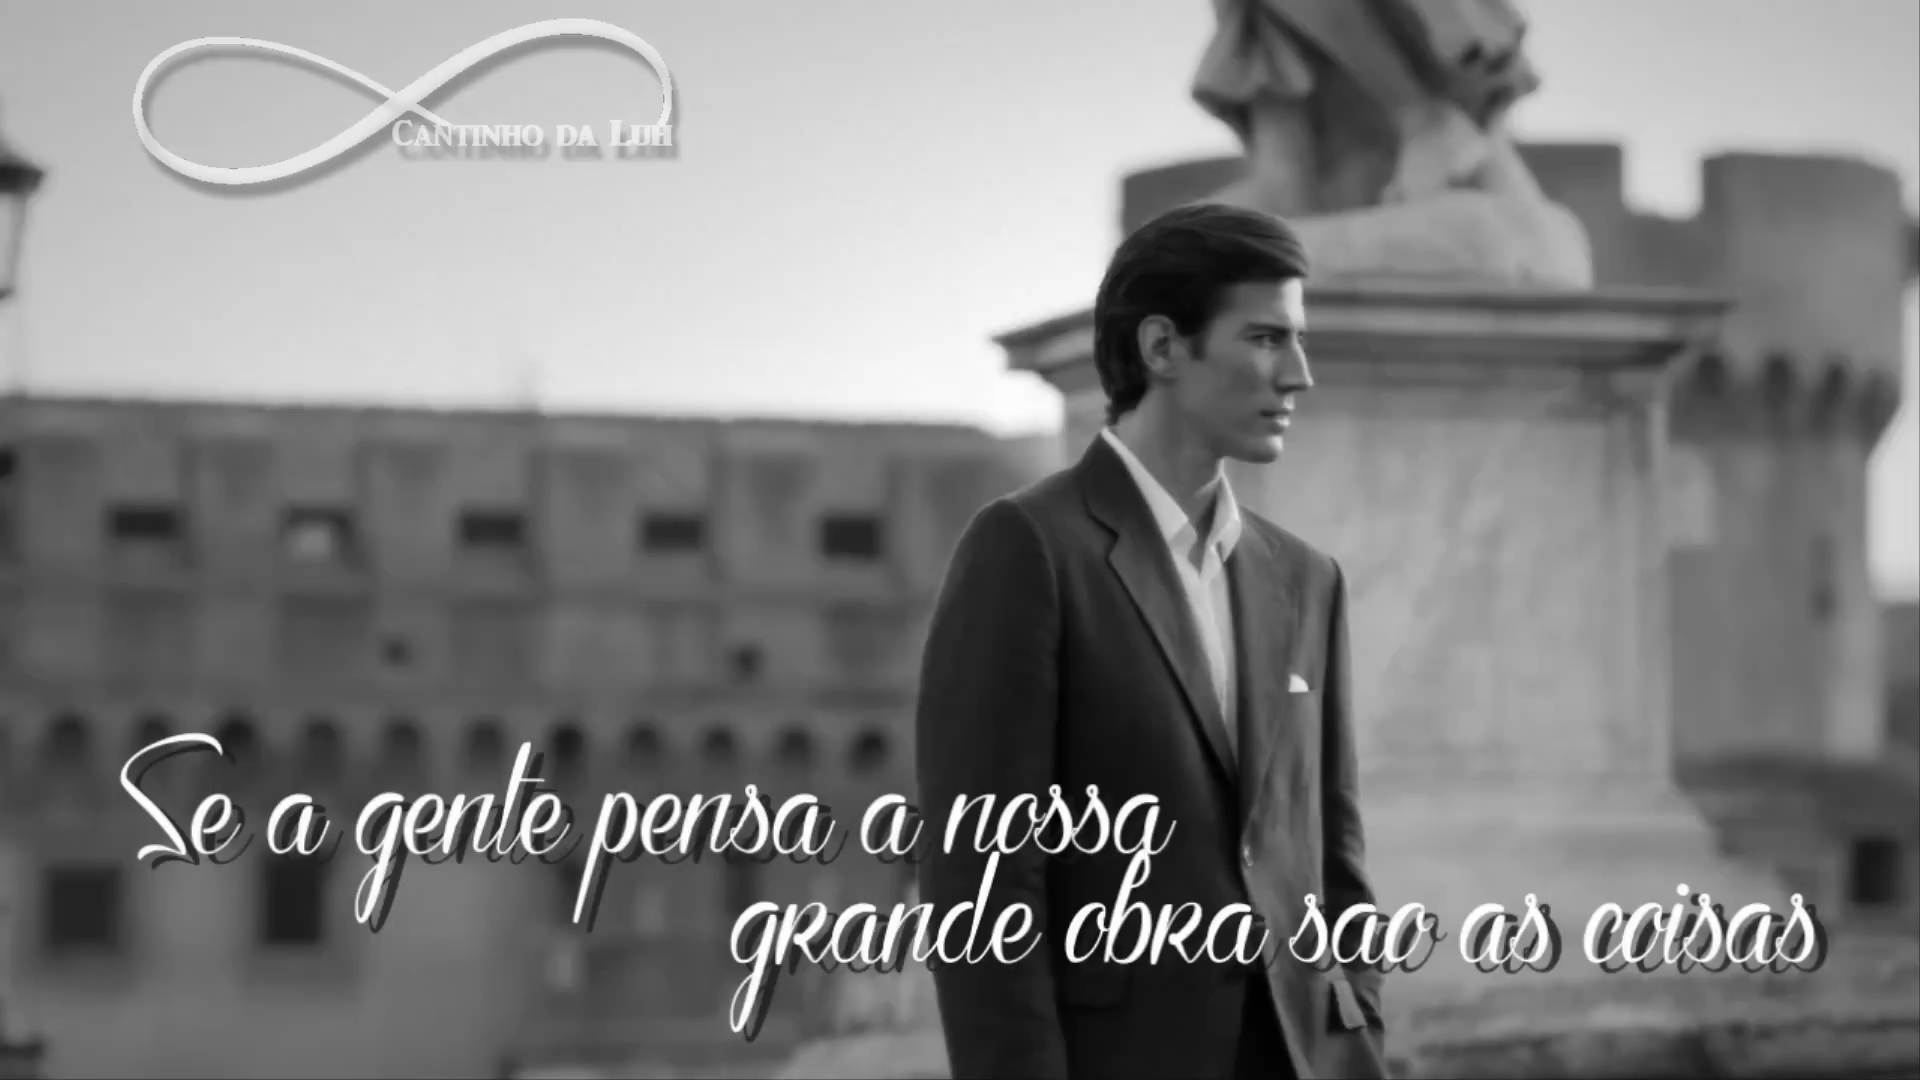 Cantinho da Luh
Se a gente pensa a nossa
grande obra sao as coisas